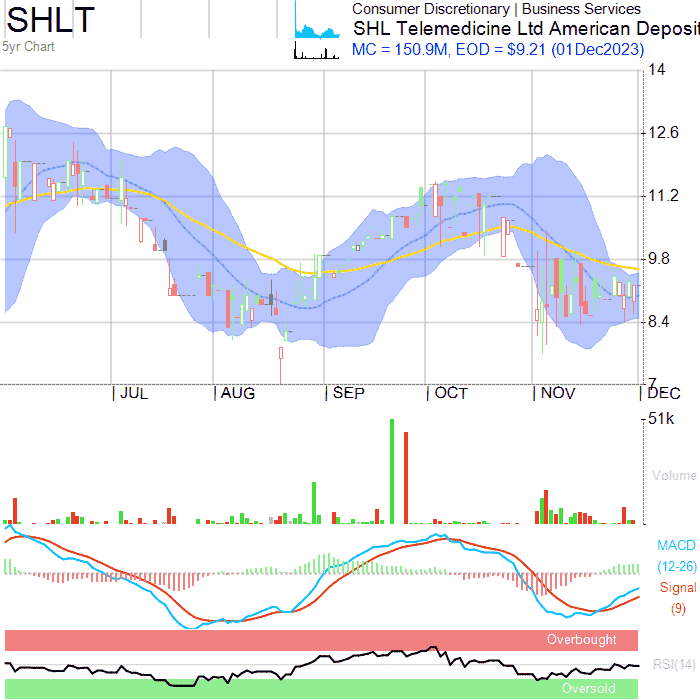 SHLT
5yr Chart
Consumer Discretionary | Business Services
SHL Telemedicine Ltd American Deposit
MC = 150.9M, EOD = $9.21 (01Dec2023)
14
12.6
11.2
9.8
8.4
7
JUL AUG SEP OCT NOV DEC
51k
Volume
MACD
(12-26)
Signal
(9)
Overbought
RSI(14)
Oversold